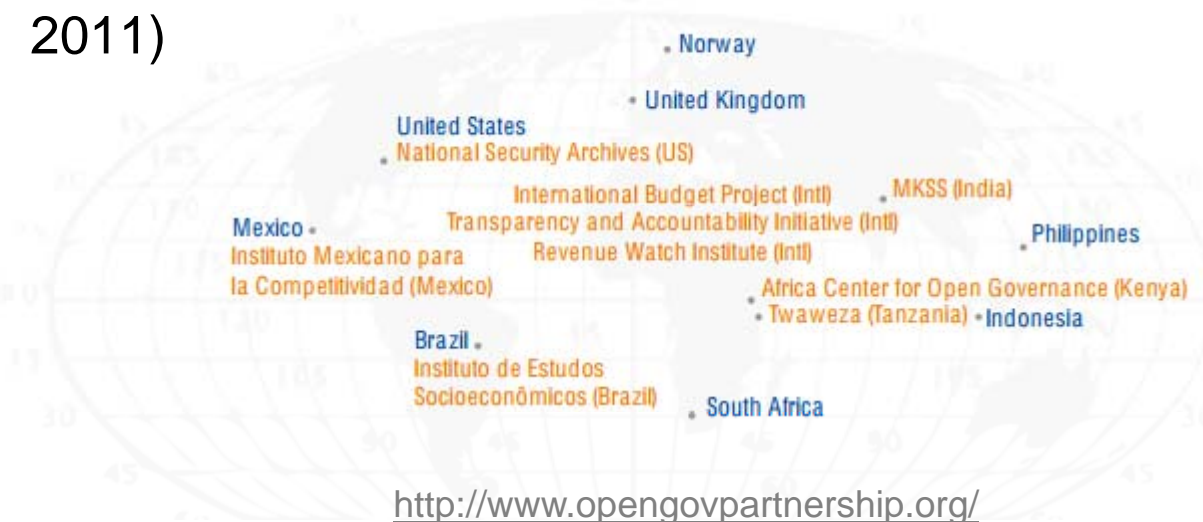 2011)
Norway
United Kingdom
United States
National Security Archives (US)
International Budget Project (Intl)
MKSS (India)
Transparency and Accountability Initiative (Intl)
Mexico
Philippines
Instituto Mexicano para
Revenue Watch Institute (Intl)
la Competitividad (Mexico)
Africa Center for Open Governance (Kenya)
Twaweza (Tanzania)
Indonesia
Brazil
Instituto de Estudos
Socioeconômicos (Brazil)
South Africa
http://www.opengovpartnership.org/